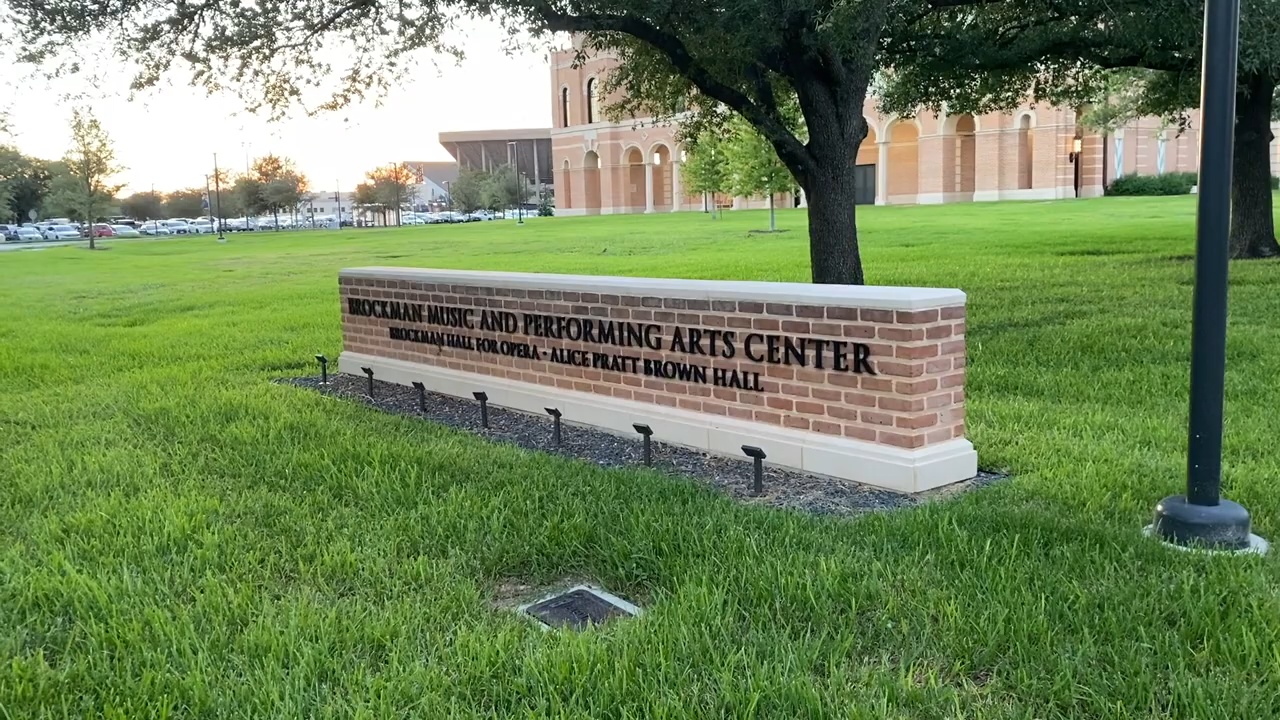 BROCKMAN MUSIC AND PERFORMING ARTS CENTER
BROCKMAN HALL FOR OPERA · ALICE PRATT BROWN HALL